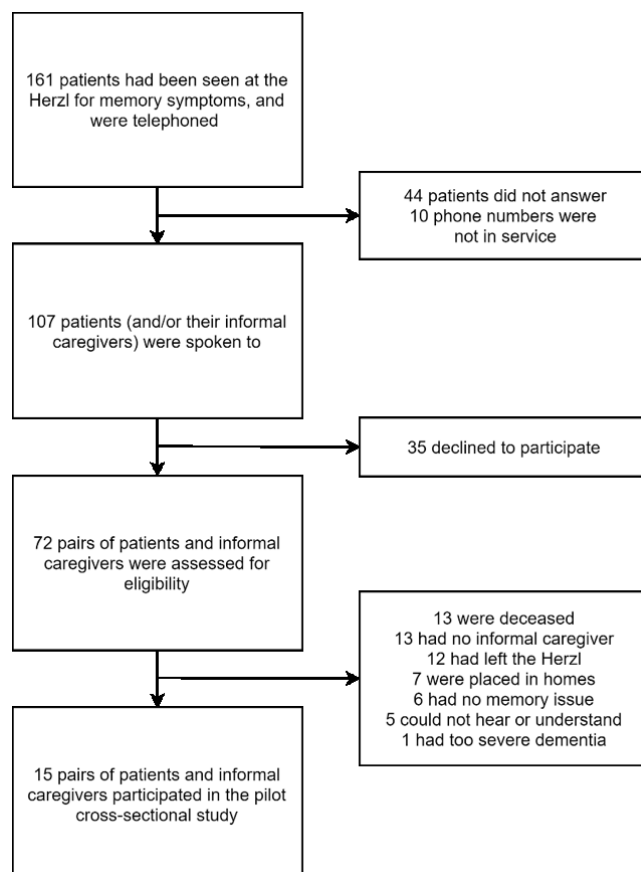 161 patients had been seen at the
Herzl for memory symptoms, and
were telephoned
44 patients did not answer
10 phone numbers were
not in service
107 patients (and/or their informal
caregivers) were spoken to
35 declined to participate
72 pairs of patients and informal
caregivers were assessed for
eligibility
13 were deceased
13 had no informal caregiver
12 had left the Herzl
7 were placed in homes
6 had no memory issue
5 could not hear or understand
1 had too severe dementia
15 pairs of patients and informal
caregivers participated in the pilot
cross-sectional study